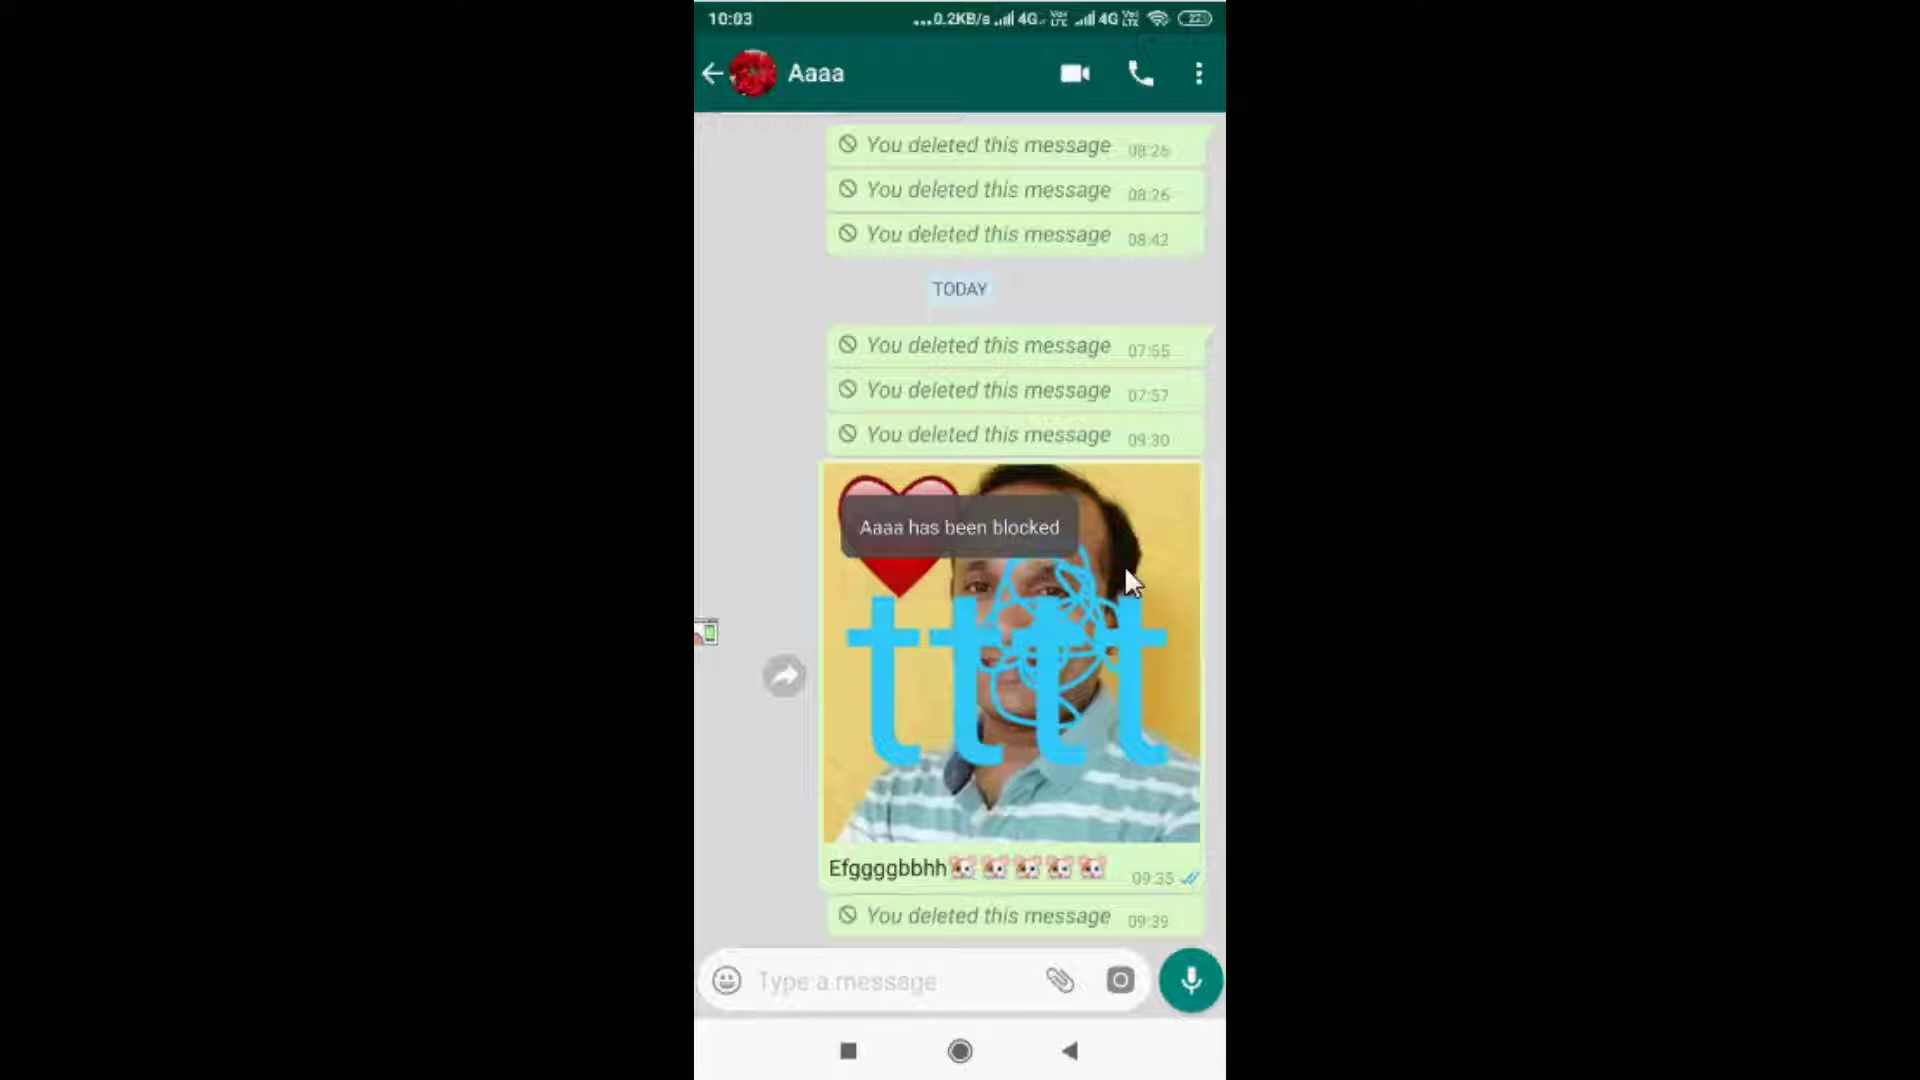 10:03 ...0.2KB/s 4G 4G 22
Aaaa
You deleted this message 08:26
You deleted this message 08:26
You deleted this message 08:42
TODAY
You deleted this message 07:55
You deleted this message 07:57
You deleted this message 09:30
Aaaa has been blocked
tttt
Efggggbbhh 09:35
You deleted this message 09:39
Type a message